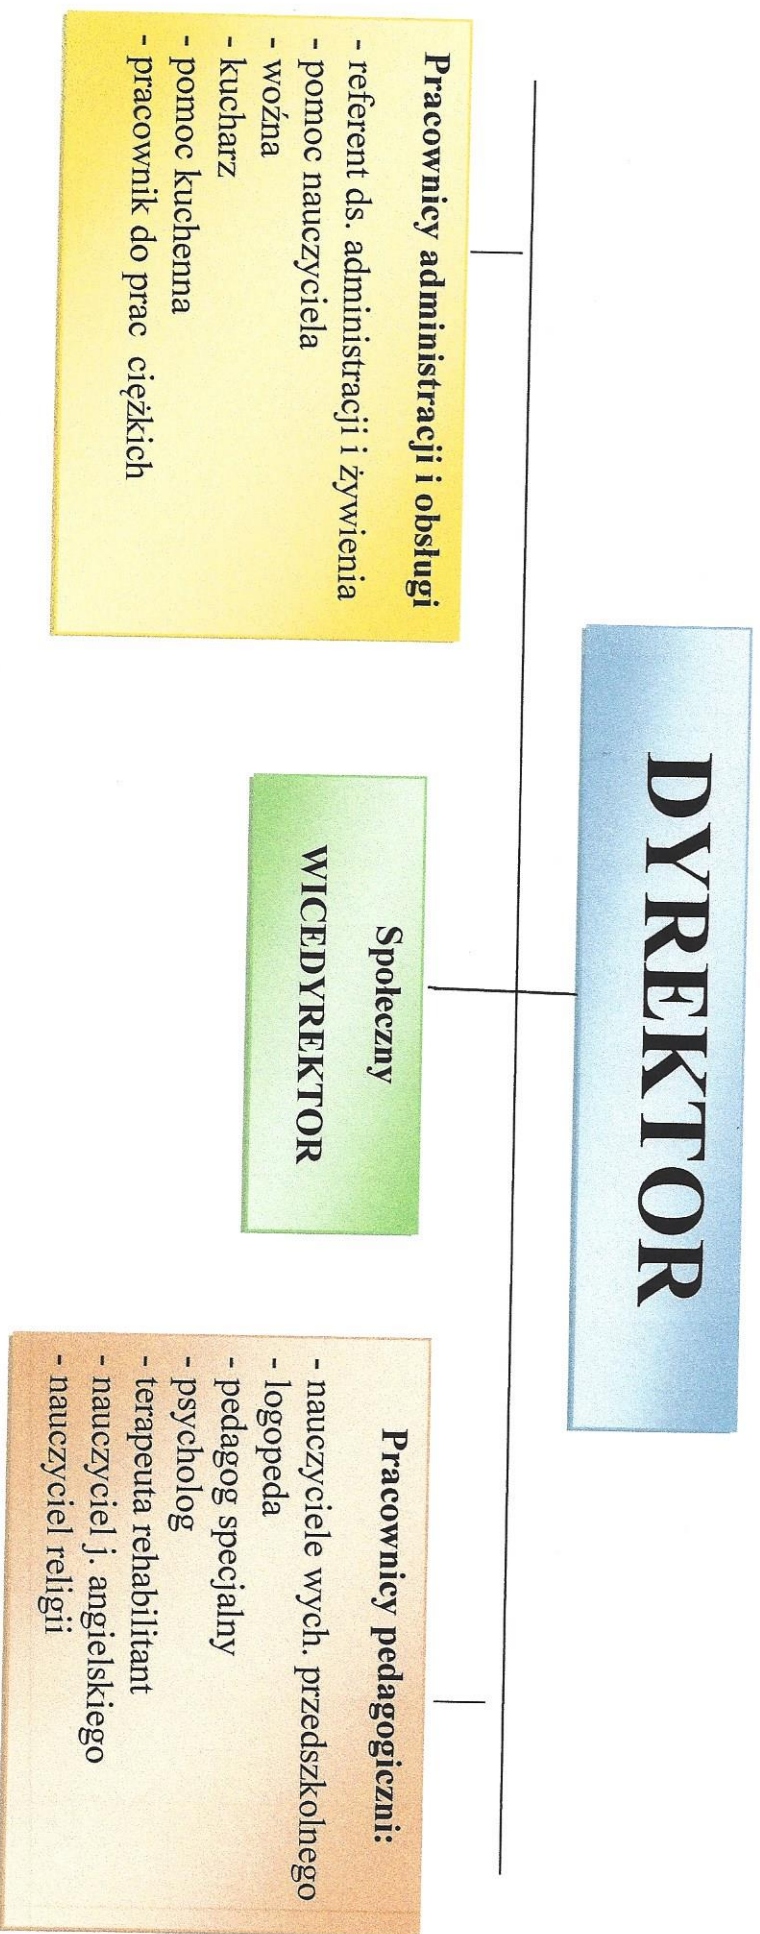 DYREKTOR
Pracownicy administracji i obsługi
- referent ds. administracji i żywienia
- pomoc nauczyciela
- woźna
- kucharz
- pomoc kuchenna
- pracownik do prac ciężkich
Społeczny
WICEDYREKTOR
Pracownicy pedagogiczni:
- nauczyciele wych. przedszkolnego
- logopeda
- pedagog specjalny
- psycholog
- terapeuta rehabilitant
- nauczyciel j. angielskiego
- nauczyciel religii